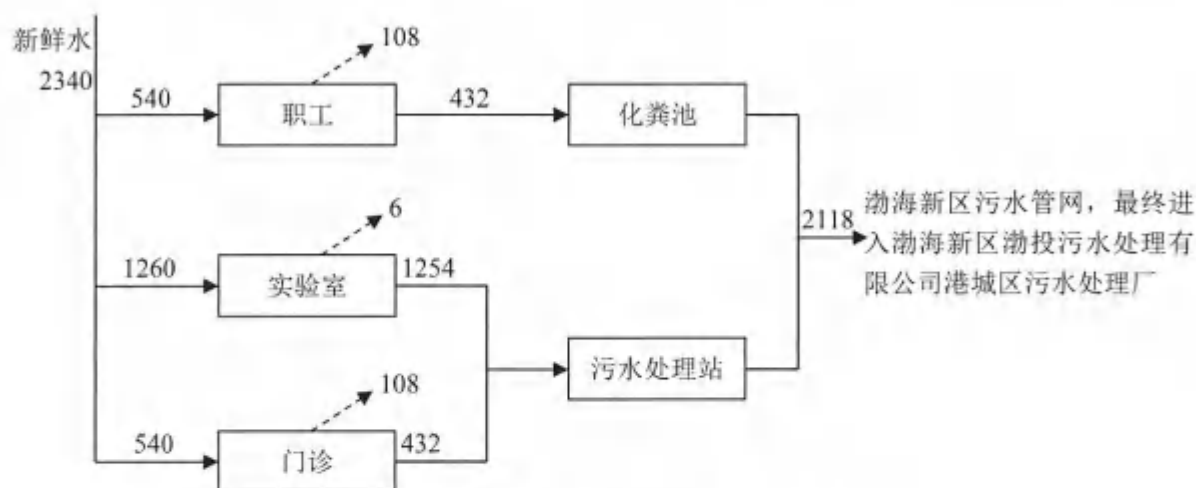 新鲜水
2340
108
540
职工
432
化粪池
6
1260
实验室
1254
2118
渤海新区污水管网，最终进
入渤海新区渤投污水处理有
限公司港城区污水处理厂
污水处理站
108
540
门诊
432